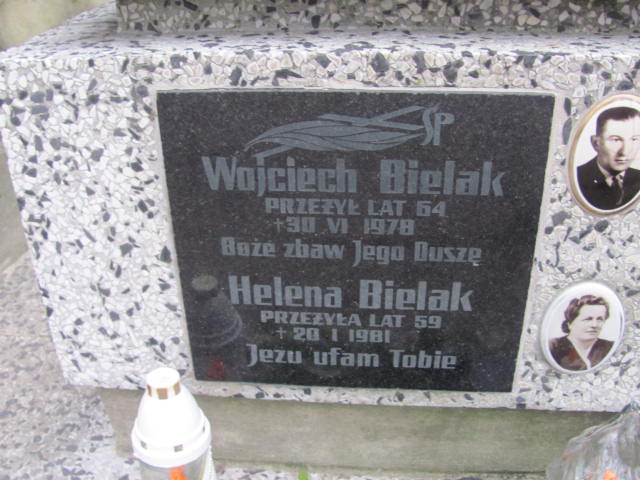 ŚP
Wojciech Bielak
PRZEŻYŁ LAT 64
+30 VI 1978
Boże zbaw Jego Duszę
Helena Bielak
PRZEŻYŁA LAT 59
+ 20 I 1981
Jezu ufam Tobie